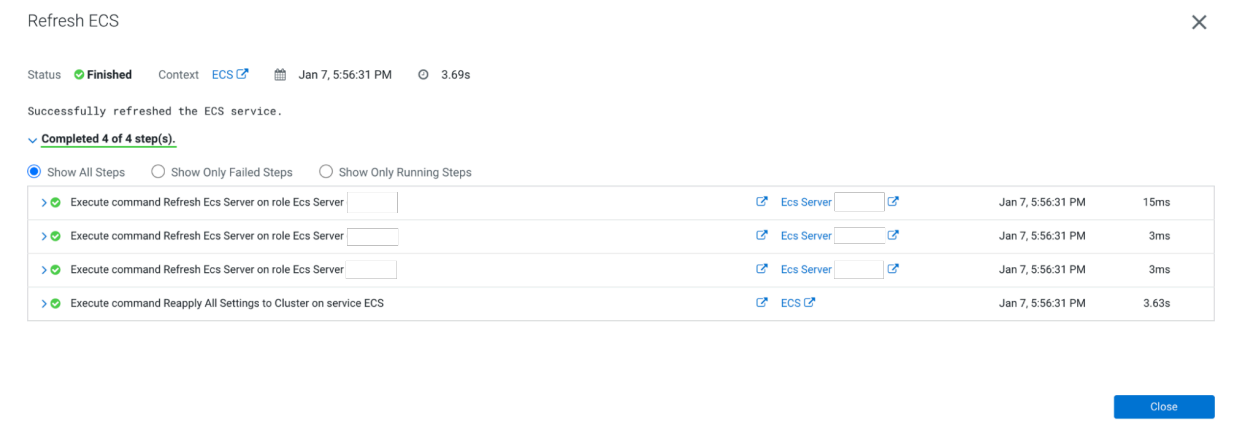 Refresh ECS
Status Finished Context ECS Jan 7, 5:56:31 PM 3.69s
Successfully refreshed the ECS service.
Completed 4 of 4 step(s).
Show All Steps Show Only Failed Steps Show Only Running Steps
Execute command Refresh Ecs Server on role Ecs Server Ecs Server Jan 7, 5:56:31 PM 15ms
Execute command Refresh Ecs Server on role Ecs Server Ecs Server Jan 7, 5:56:31 PM 3ms
Execute command Refresh Ecs Server on role Ecs Server Ecs Server Jan 7, 5:56:31 PM 3ms
Execute command Reapply All Settings to Cluster on service ECS ECS Jan 7, 5:56:31 PM 3.63s
Close